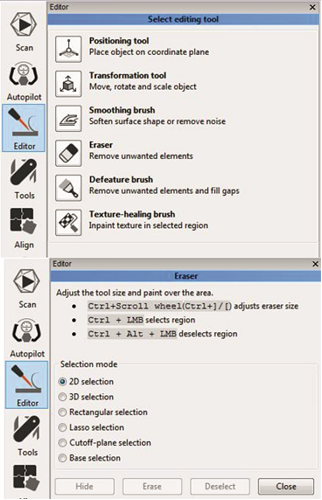 Editor
Select editing tool
Scan
Autopilot
Editor
Tools
Align
Positioning tool
Place object on coordinate plane
Transformation tool
Move, rotate and scale object
Smoothing brush
Soften surface shape or remove noise
Eraser
Remove unwanted elements
Defeature brush
Remove unwanted elements and fill gaps
Texture-healing brush
Inpaint texture in selected region
Editor
Eraser
Scan
Autopilot
Editor
Tools
Adjust the tool size and paint over the area.
• Ctrl+Scroll wheel(Ctrl+]/[) adjusts eraser size
• Ctrl + LMB selects region
• Ctrl + Alt + LMB deselects region
Selection mode
2D selection
3D selection
Rectangular selection
Lasso selection
Cutoff-plane selection
Base selection
Hide Erase Deselect Close